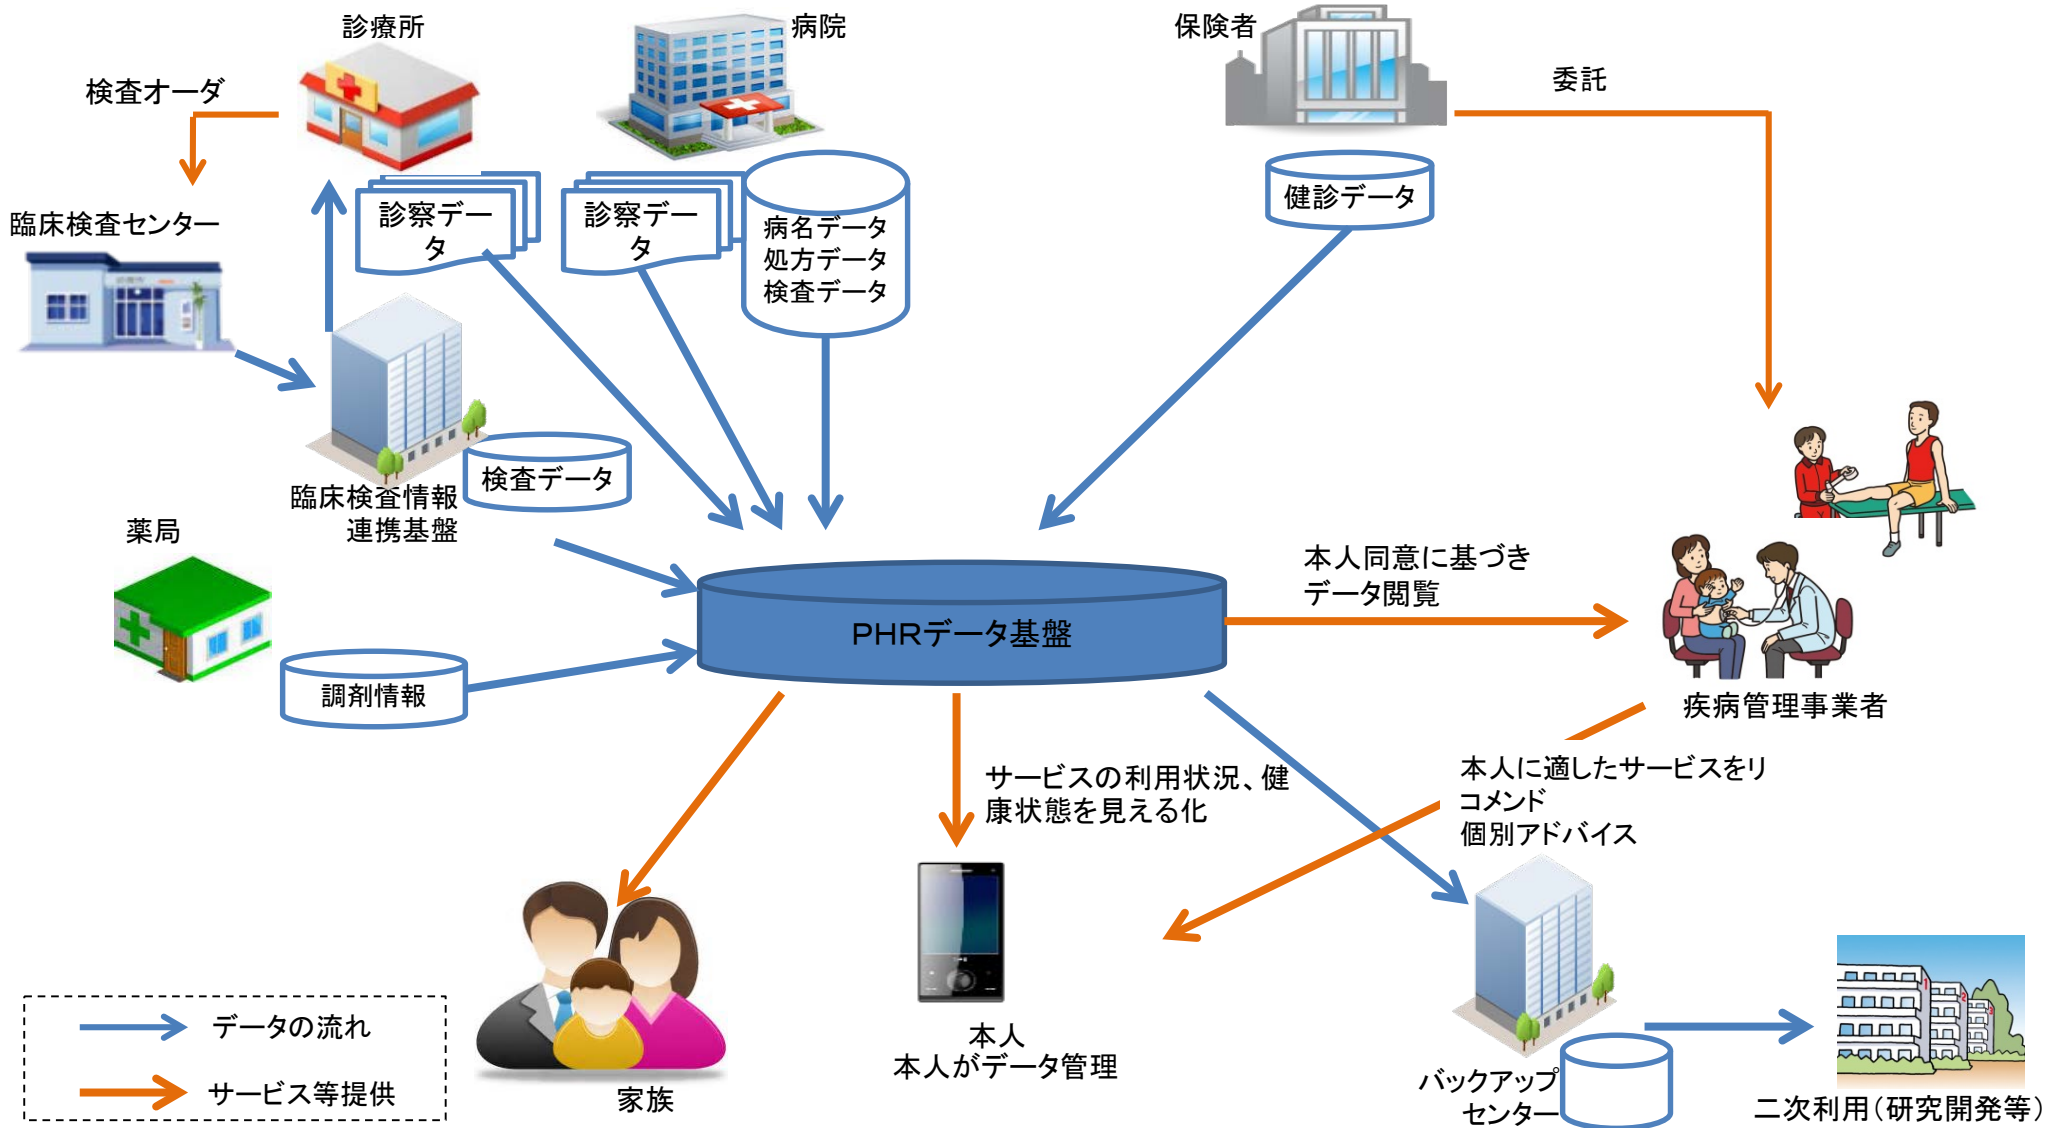 診療所
病院
保険者
検査オーダ
委託
臨床検査センター
診察デー
タ
診察デー
タ
病名データ
処方データ
検査データ
健診データ
検査データ
臨床検査情報
連携基盤
薬局
調剤情報
PHRデータ基盤
本人同意に基づき
データ閲覧
疾病管理事業者
サービスの利用状況、健
康状態を見える化
本人に適したサービスをリ
コメンド
個別アドバイス
データの流れ
サービス等提供
家族
本人
本人がデータ管理
バックアップ
センター
1
2
3
二次利用(研究開発等)